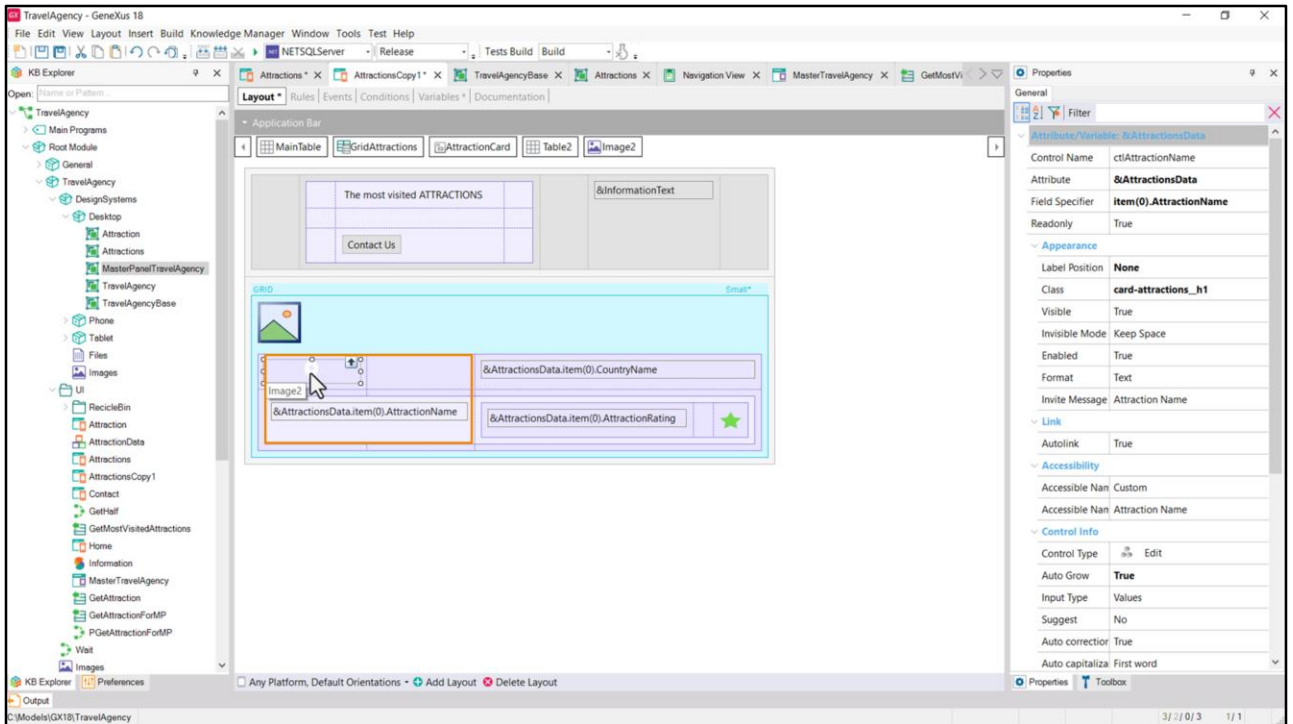 TravelAgency - GeneXus 18
File Edit View Layout Insert Build Knowledge Manager Window Tools Test Help
NETSQLServer Release Tests Build Build
KB Explorer
Open: Name or Pattern...
TravelAgency
Main Programs
Root Module
General
TravelAgency
DesignSystems
Desktop
Attraction
Attractions
MasterPanelTravelAgency
TravelAgency
TravelAgencyBase
Phone
Tablet
Files
Images
UI
RecicleBin
Attraction
AttractionData
Attractions
AttractionsCopy1
Contact
GetHalf
GetMostVisitedAttractions
Home
Information
MasterTravelAgency
GetAttraction
GetAttractionForMP
PGetAttractionForMP
Wait
Images
KB Explorer Preferences
Output
C:\Models\GX18\TravelAgency
Attractions * X AttractionsCopy1 * X TravelAgencyBase X Attractions X Navigation View X MasterTravelAgency X GetMostVi
Layout * Rules Events Conditions Variables * Documentation
Application Bar
MainTable GridAttractions AttractionCard Table2 Image2
The most visited ATTRACTIONS
&InformationText
Contact Us
GRID Small*
&AttractionsData.item(0).CountryName
Image2
&AttractionsData.item(0).AttractionName
&AttractionsData.item(0).AttractionRating
Any Platform, Default Orientations Add Layout Delete Layout
Properties
General
Filter
Attribute/Variable: &AttractionsData
Control Name ctlAttractionName
Attribute &AttractionsData
Field Specifier item(0).AttractionName
Readonly True
Appearance
Label Position None
Class card-attractions__h1
Visible True
Invisible Mode Keep Space
Enabled True
Format Text
Invite Message Attraction Name
Link
Autolink True
Accessibility
Accessible Nam Custom
Accessible Nam Attraction Name
Control Info
Control Type Edit
Auto Grow True
Input Type Values
Suggest No
Auto correction True
Auto capitaliza First word
Properties Toolbox
3/ 2/ 0/ 3 1/ 1